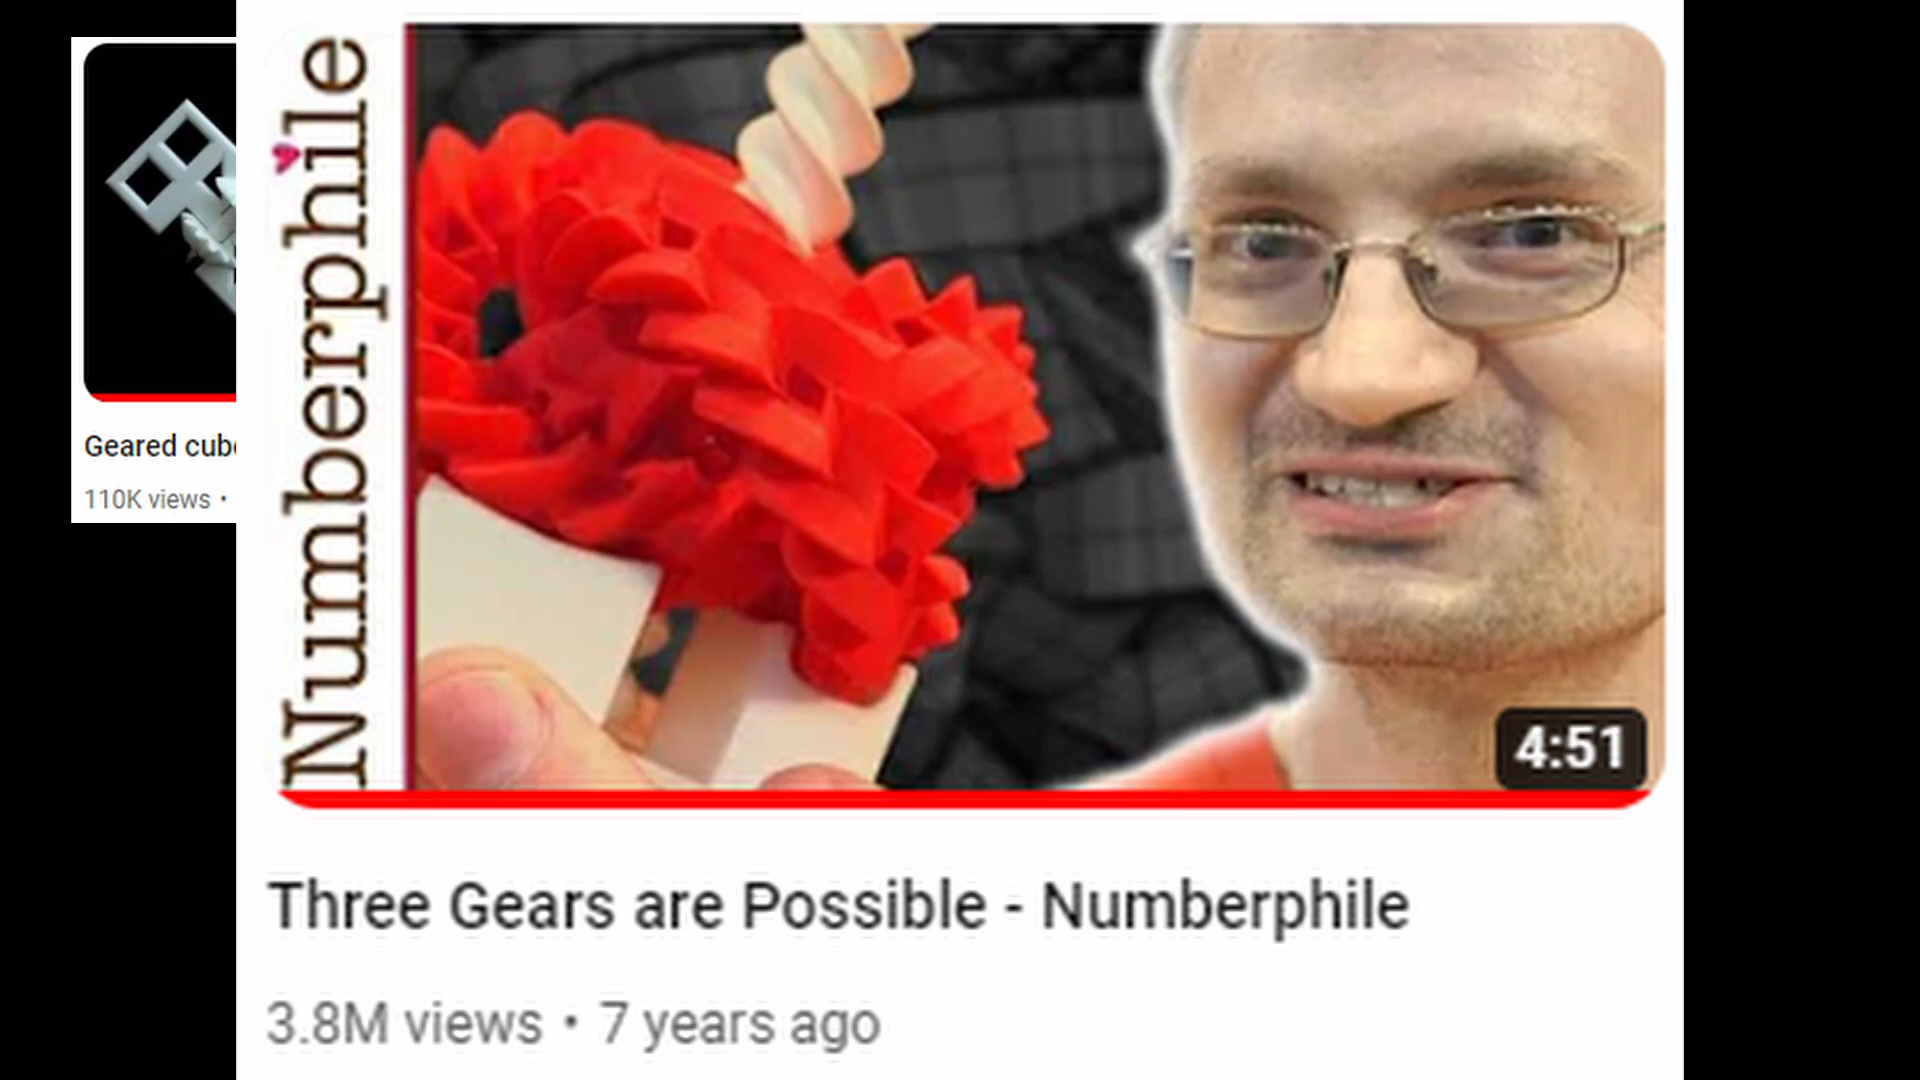 Geared cub
110K views •
Numberphile
4:51
Three Gears are Possible - Numberphile
3.8M views • 7 years ago